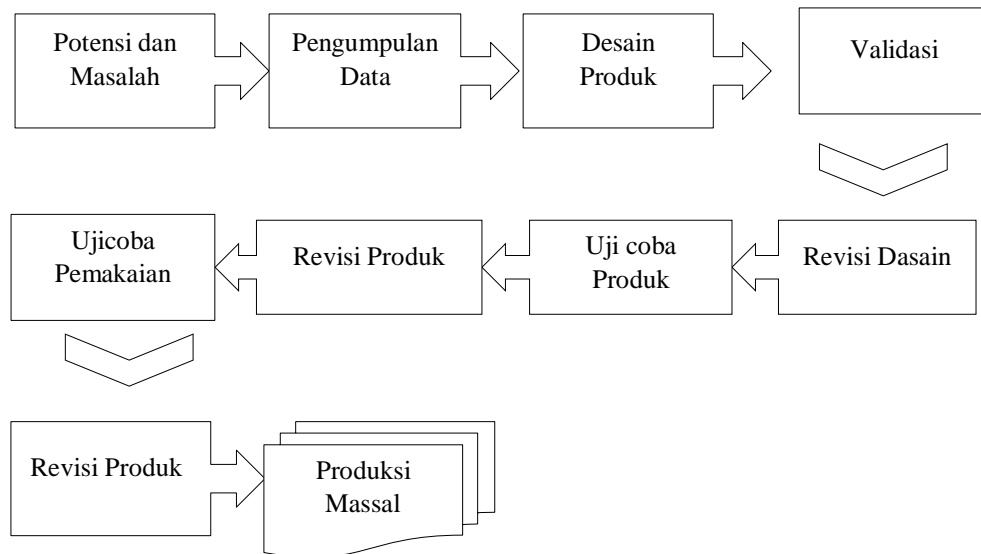 Potensi dan
Masalah
Pengumpulan
Data
Desain
Produk
Validasi
Revisi Dasain
Uji coba
Produk
Revisi Produk
Ujicoba
Pemakaian
Revisi Produk
Produksi
Massal